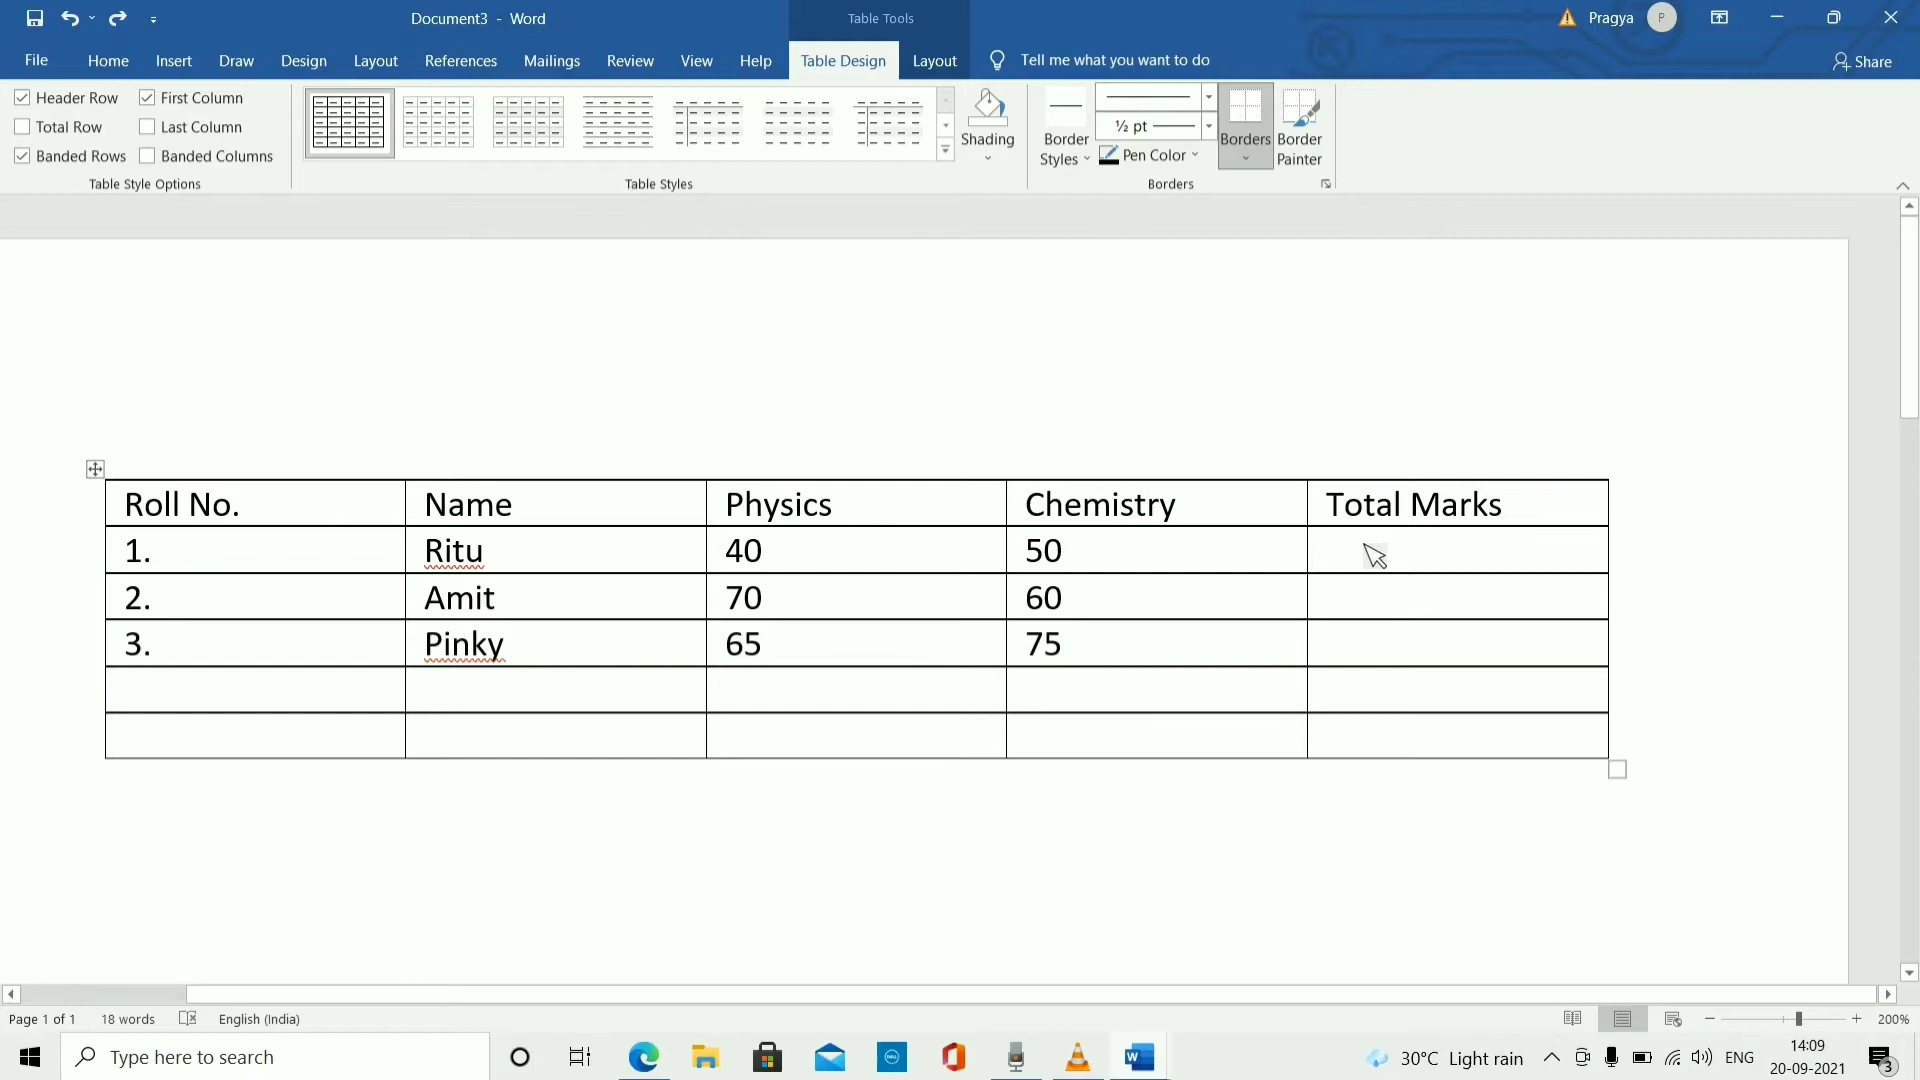 Document3 - Word
Table Tools
Pragya
P
File Home Insert Draw Design Layout References Mailings Review View Help Table Design Layout Tell me what you want to do Share
Header Row First Column
Total Row Last Column
Banded Rows Banded Columns
Table Style Options
Table Styles
Shading
Border Styles
½ pt
Pen Color
Borders
Border Painter
Borders
Roll No. Name Physics Chemistry Total Marks
1. Ritu 40 50
2. Amit 70 60
3. Pinky 65 75
Page 1 of 1 18 words English (India) 200%
Type here to search
DELL
W
30°C Light rain
ENG
14:09
20-09-2021
3